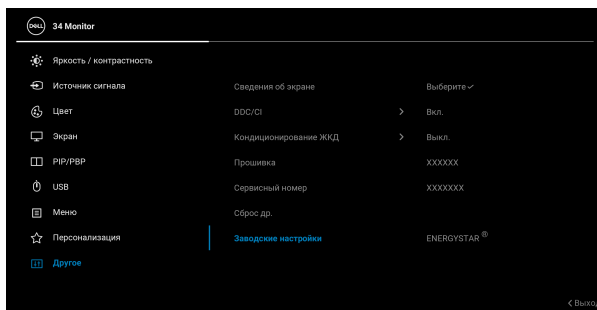 DELL
34 Monitor
Яркость / контрастность
Источник сигнала Сведения об экране Выберите ✓
Цвет DDC/CI > Вкл.
Экран Кондиционирование ЖКД > Выкл.
PIP/PBP Прошивка XXXXXX
USB Сервисный номер XXXXXXX
Меню Сброс др.
Персонализация Заводские настройки ENERGYSTAR®
Другое